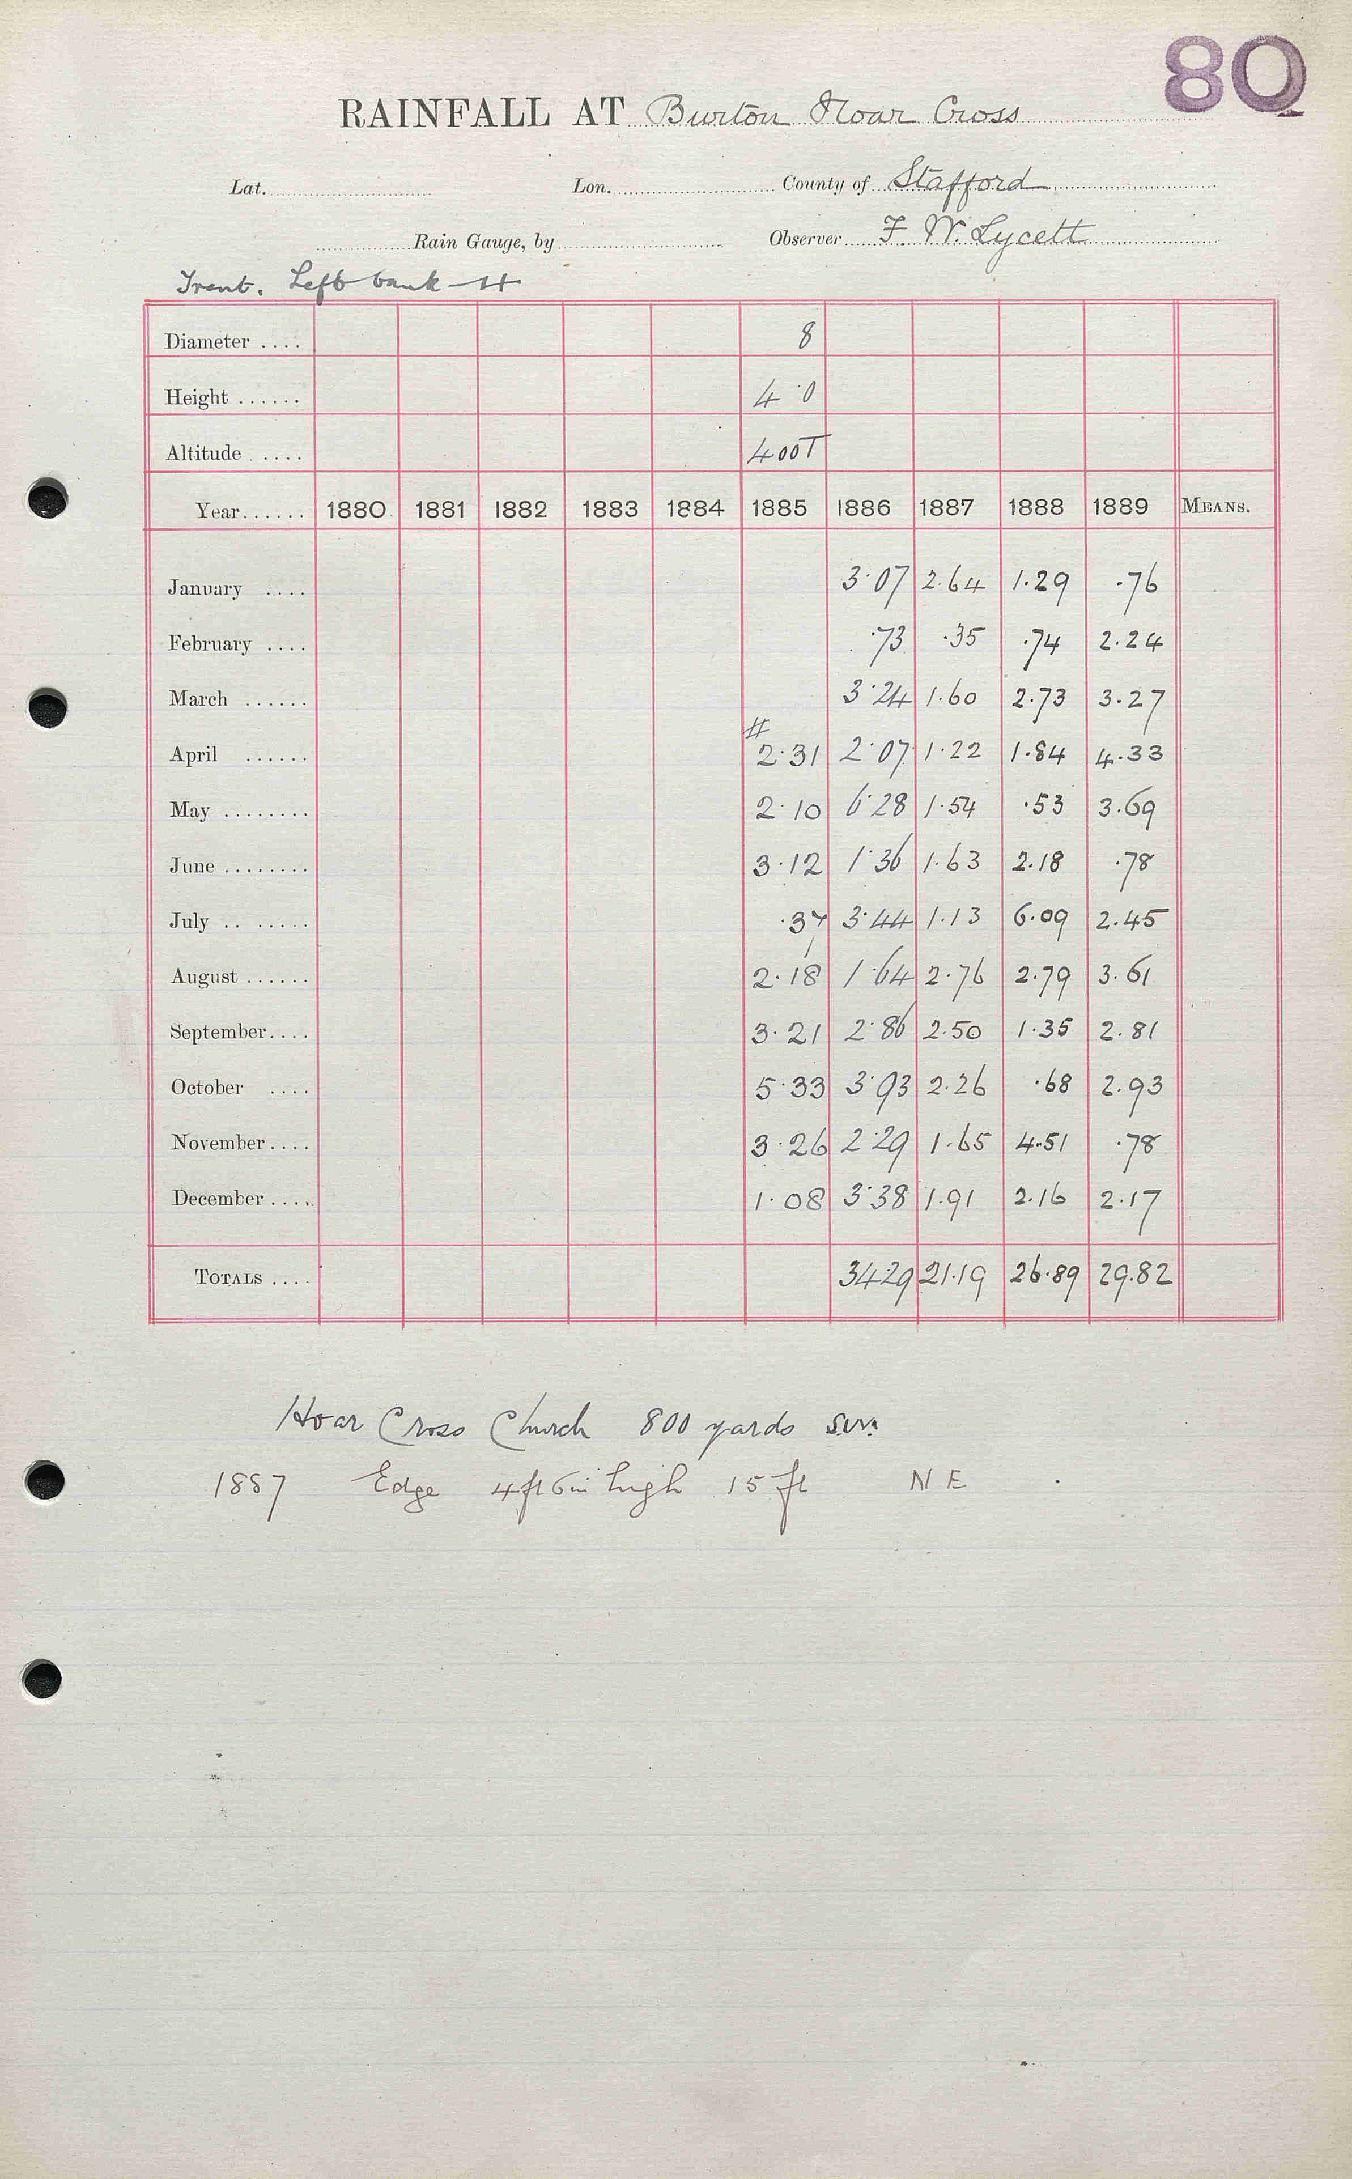 80
RAINFALL AT Burton Hoar Cross
Lat. Lon. County of Stafford
Rain Gauge, by Observer F. W. Lycett
Trent. Left bank
Diameter .... 8
Height ...... 4·0
Altitude ..... 400T
Year...... 1880 1881 1882 1883 1884 1885 1886 1887 1888 1889 MEANS.
January .... 3·07 2·64 1·29 ·76
February .... ·73 ·35 ·74 2·24
March ...... 3·24 1·60 2·73 3·27
#
April ...... 2·31 2·07 1·22 1·84 4·33
May ........ 2·10 6·28 1·54 ·53 3·69
June ........ 3·12 1·36 1·63 2·18 ·78
July .. ...... ·37 3·44 1·13 6·09 2·45
August ...... 2·18 1·64 2·76 2·79 3·61
September.... 3·21 2·86 2·50 1·35 2·81
October .... 5·33 3·93 2·26 ·68 2·93
November.... 3·26 2·29 1·65 4·51 ·78
December .... 1·08 3·38 1·91 2·16 2·17
TOTALS .... 34·29 21·19 26·89 29·82
Hoar Cross Church 800 yards S.W.
1887 Edge 4ft 6in high 15 ft N E